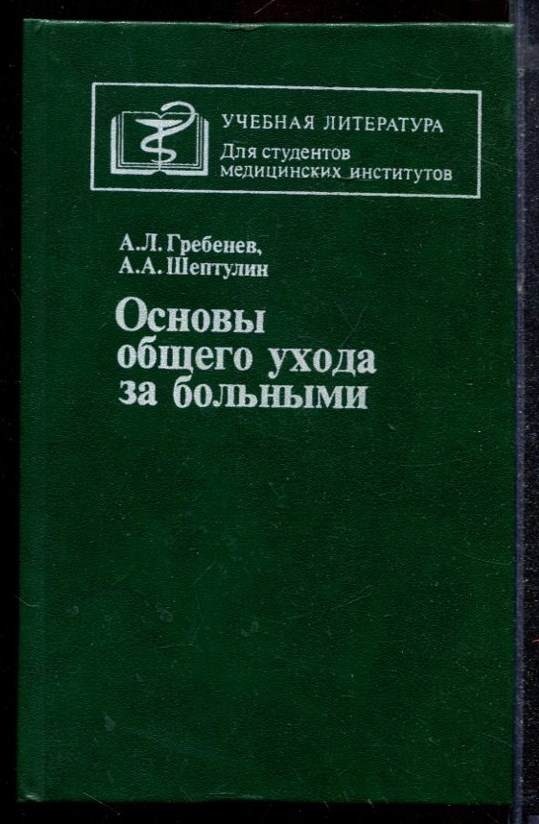 УЧЕБНАЯ ЛИТЕРАТУРА
Для студентов
медицинских институтов
А.Л. Гребенев,
А.А. Шептулин
Основы
общего ухода
за больными